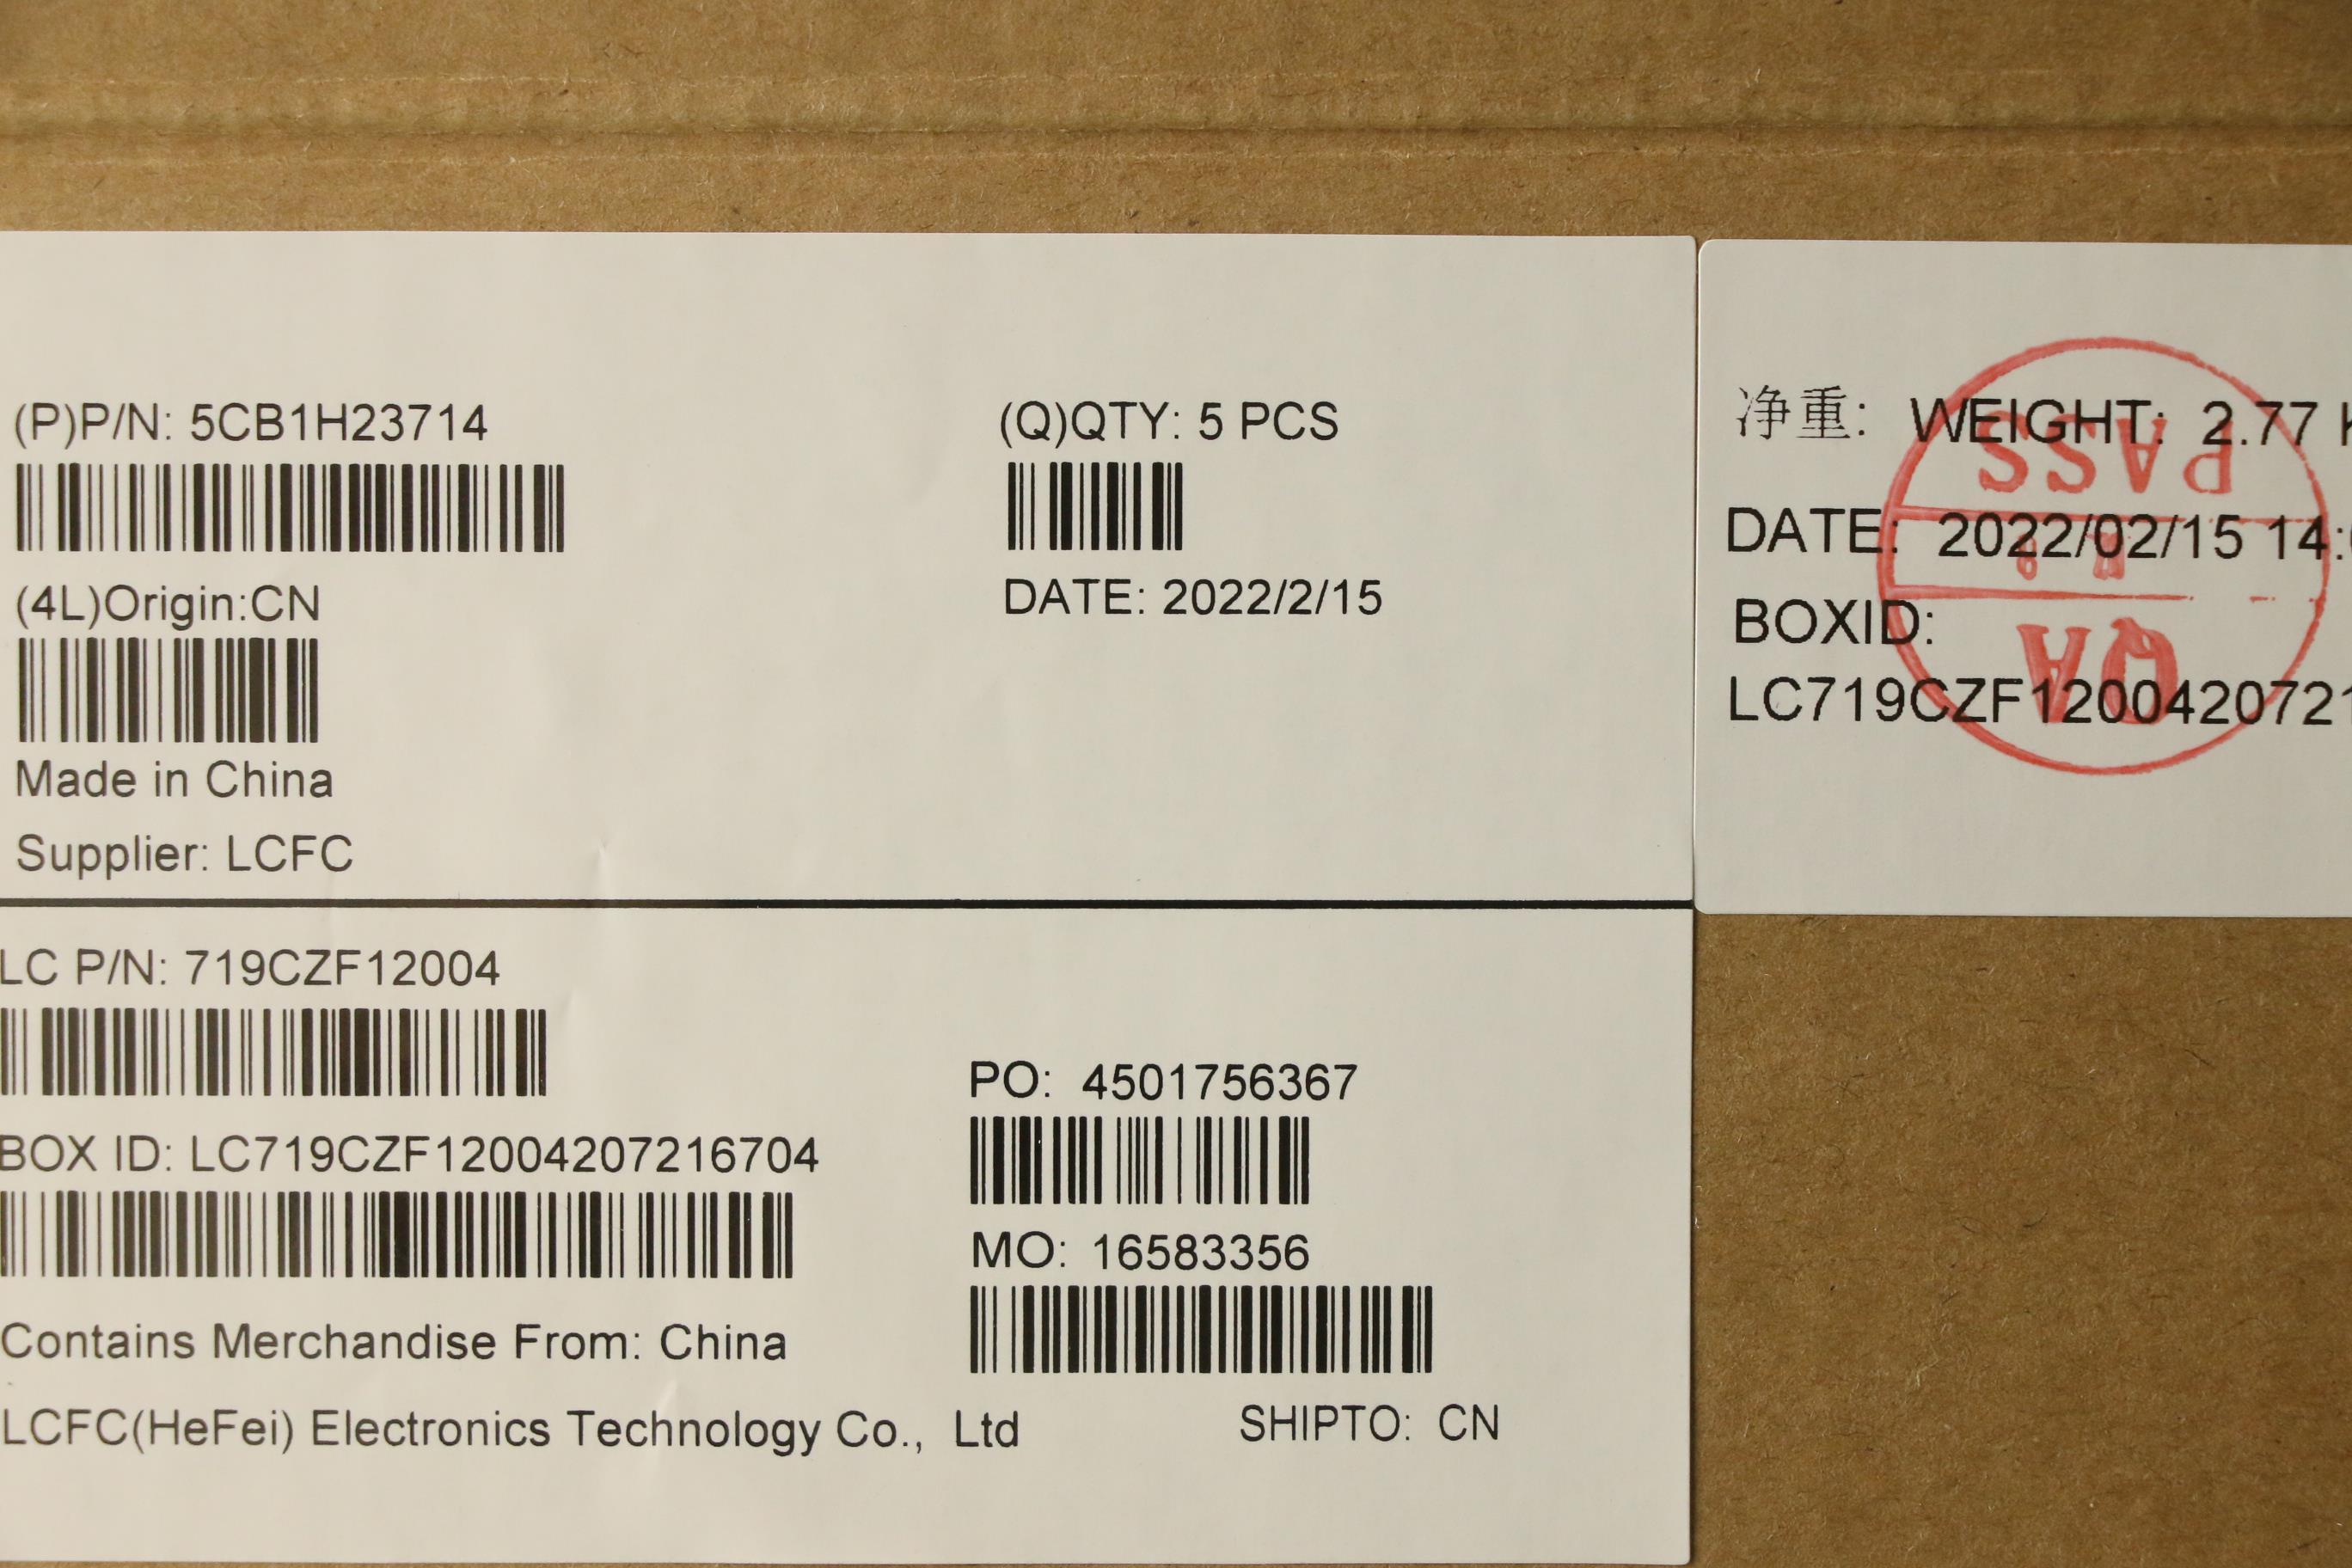 (P)P/N: 5CB1H23714
(Q)QTY: 5 PCS
(4L)Origin:CN
DATE: 2022/2/15
Made in China
Supplier: LCFC
LC P/N: 719CZF12004
PO: 4501756367
BOX ID: LC719CZF12004207216704
MO: 16583356
Contains Merchandise From: China
LCFC(HeFei) Electronics Technology Co., Ltd
SHIPTO: CN
净重: WEIGHT: 2.77
DATE: 2022/02/15 14:
BOXID:
LC719CZF120042072
QA
PASS